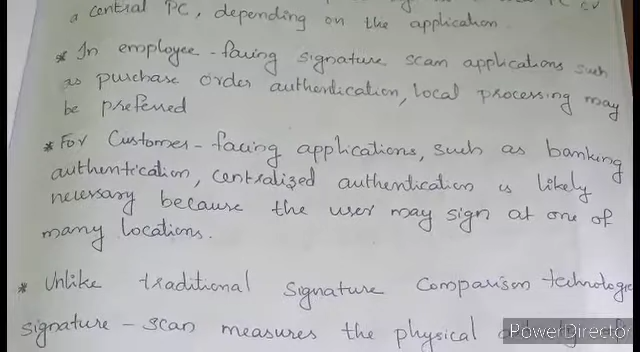 a central PC, depending on the application.
* In employee-facing signature scan applications such
as purchase order authentication, local processing may
be preferred
* For Customer-facing applications, such as banking
authentication, centralized authentication is likely
necessary because the user may sign at one of
many locations.
* Unlike traditional signature comparison technologie
signature-scan measures the physical
PowerDirector